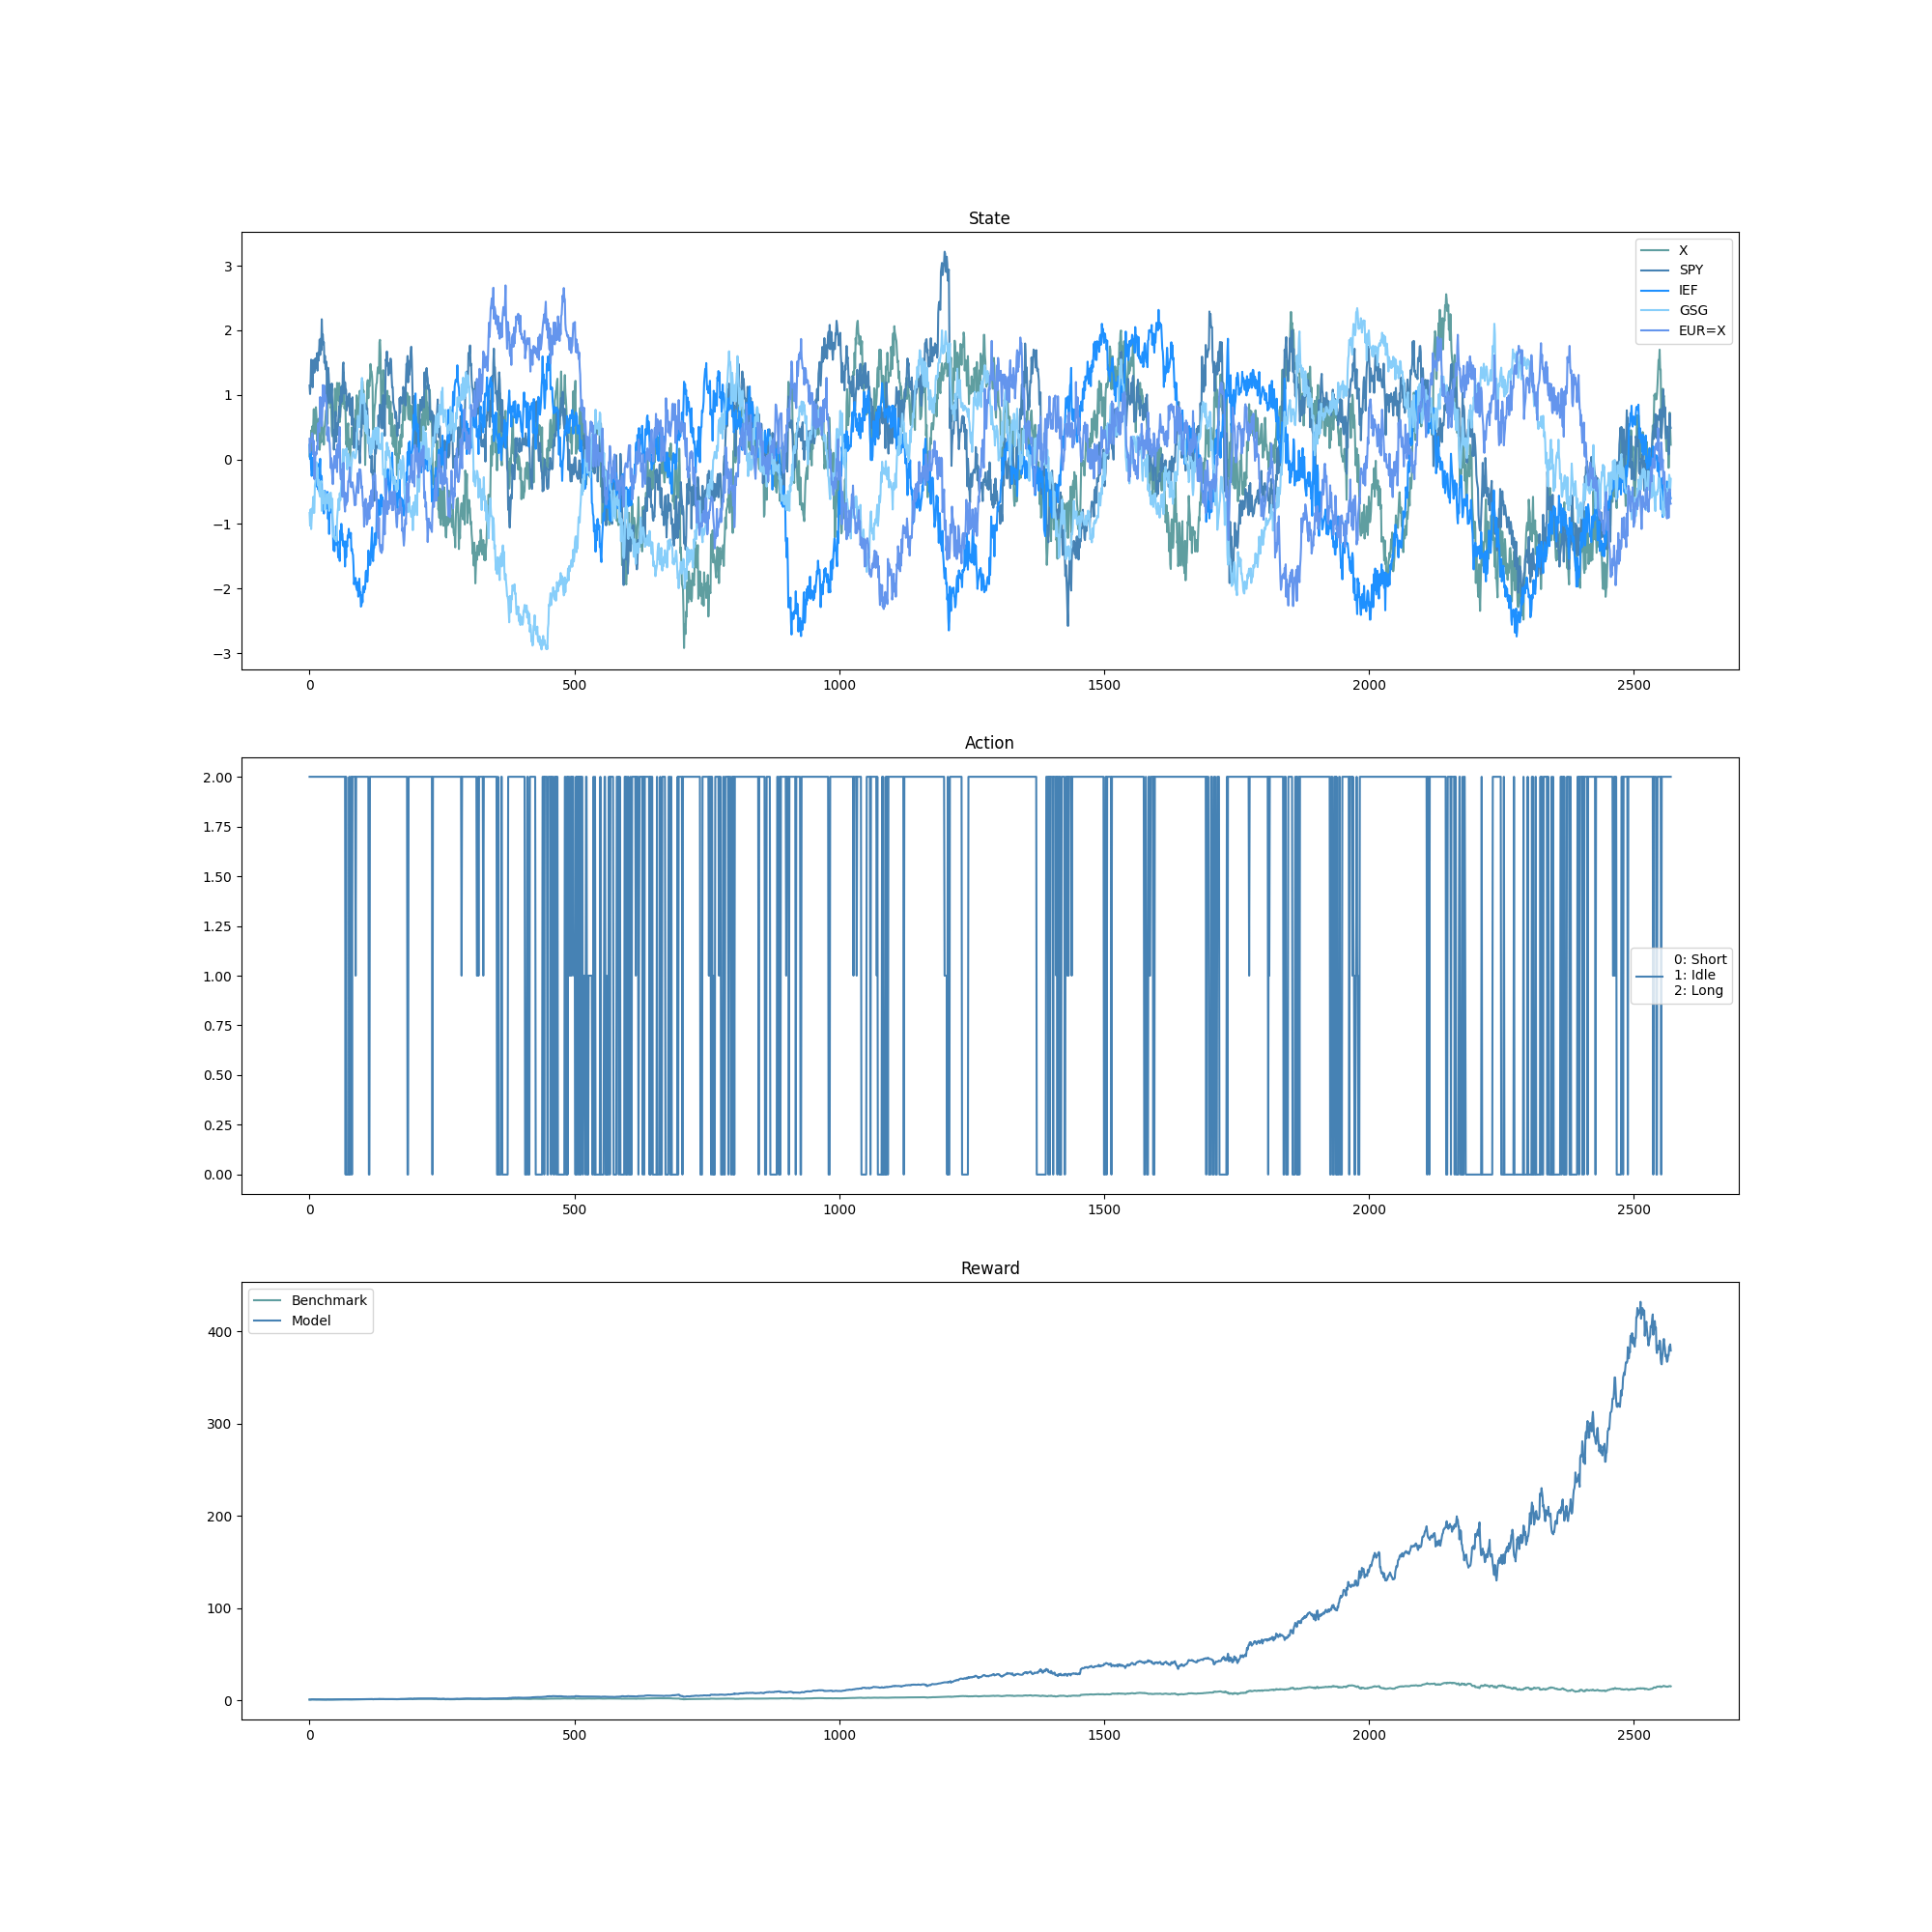 State
3
2
1
0
−1
−2
−3
X
SPY
IEF
GSG
EUR=X
0 500 1000 1500 2000 2500
Action
2.00
1.75
1.50
1.25
1.00
0.75
0.50
0.25
0.00
0: Short
1: Idle
2: Long
0 500 1000 1500 2000 2500
Reward
Benchmark
Model
400
300
200
100
0
0 500 1000 1500 2000 2500